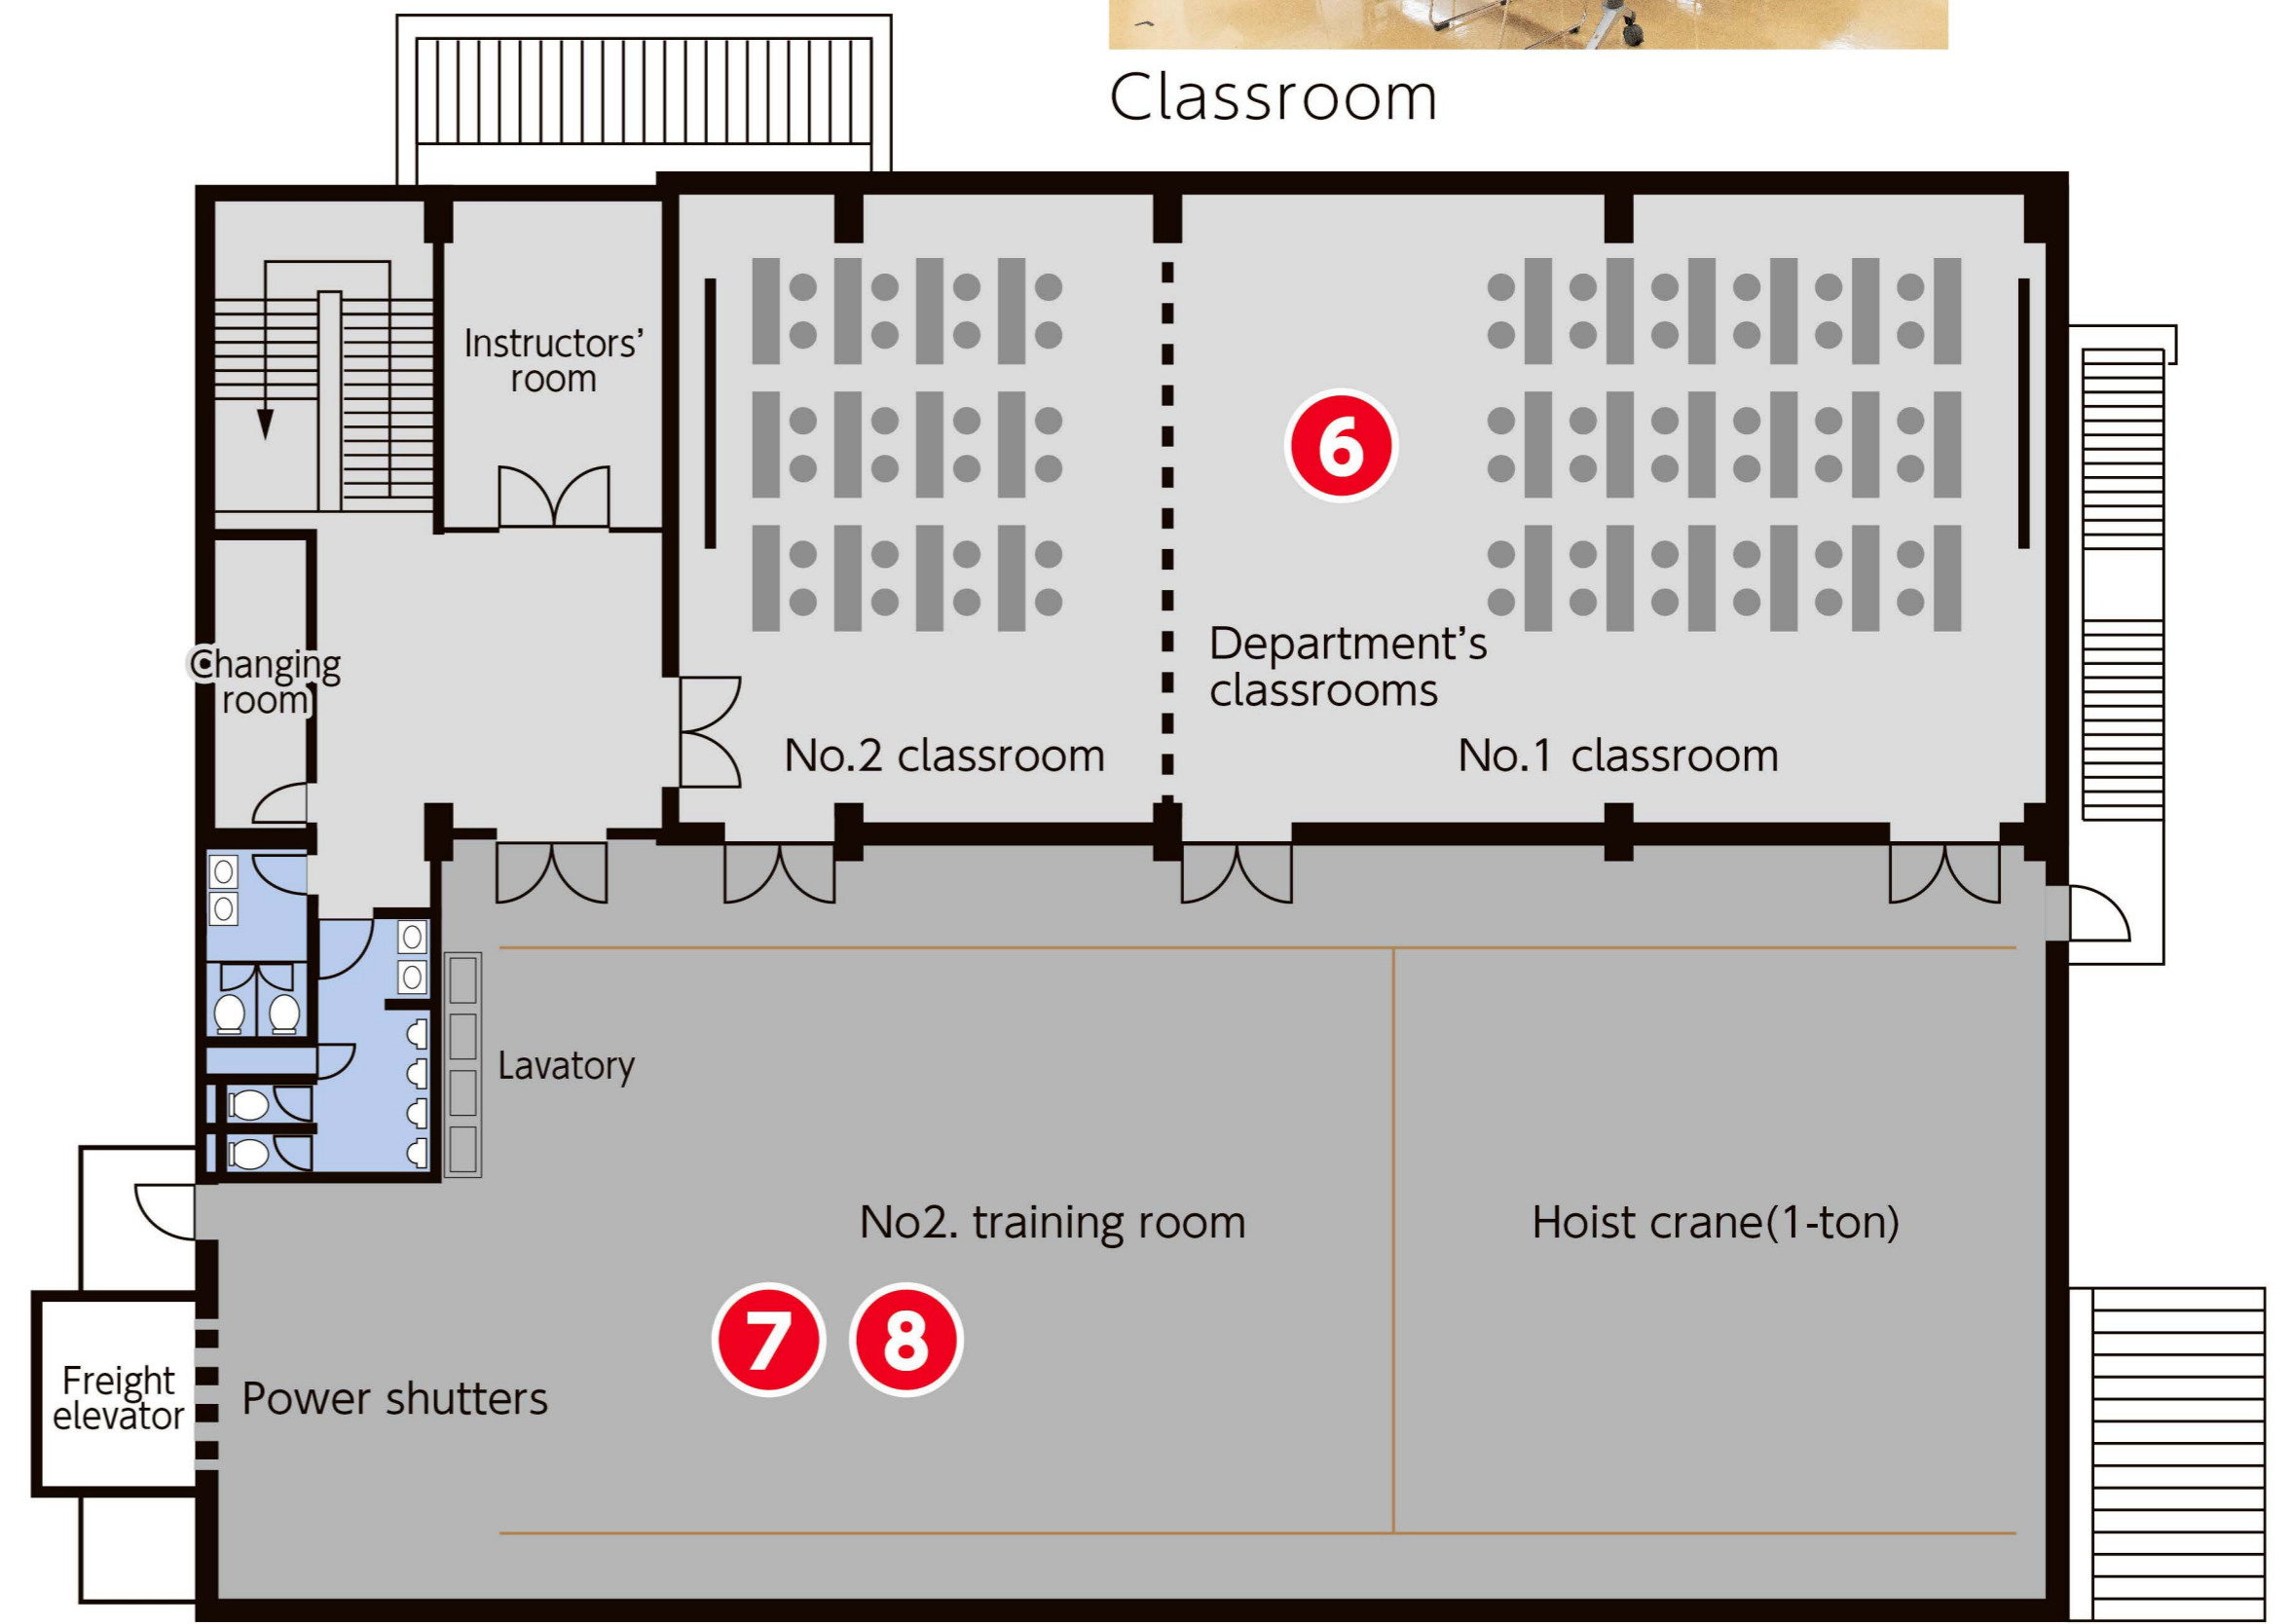 Classroom
Instructors’
room
6
Changing
room
Department’s
classrooms
No.2 classroom
No.1 classroom
Lavatory
No2. training room
Hoist crane(1-ton)
7
8
Freight
elevator
Power shutters